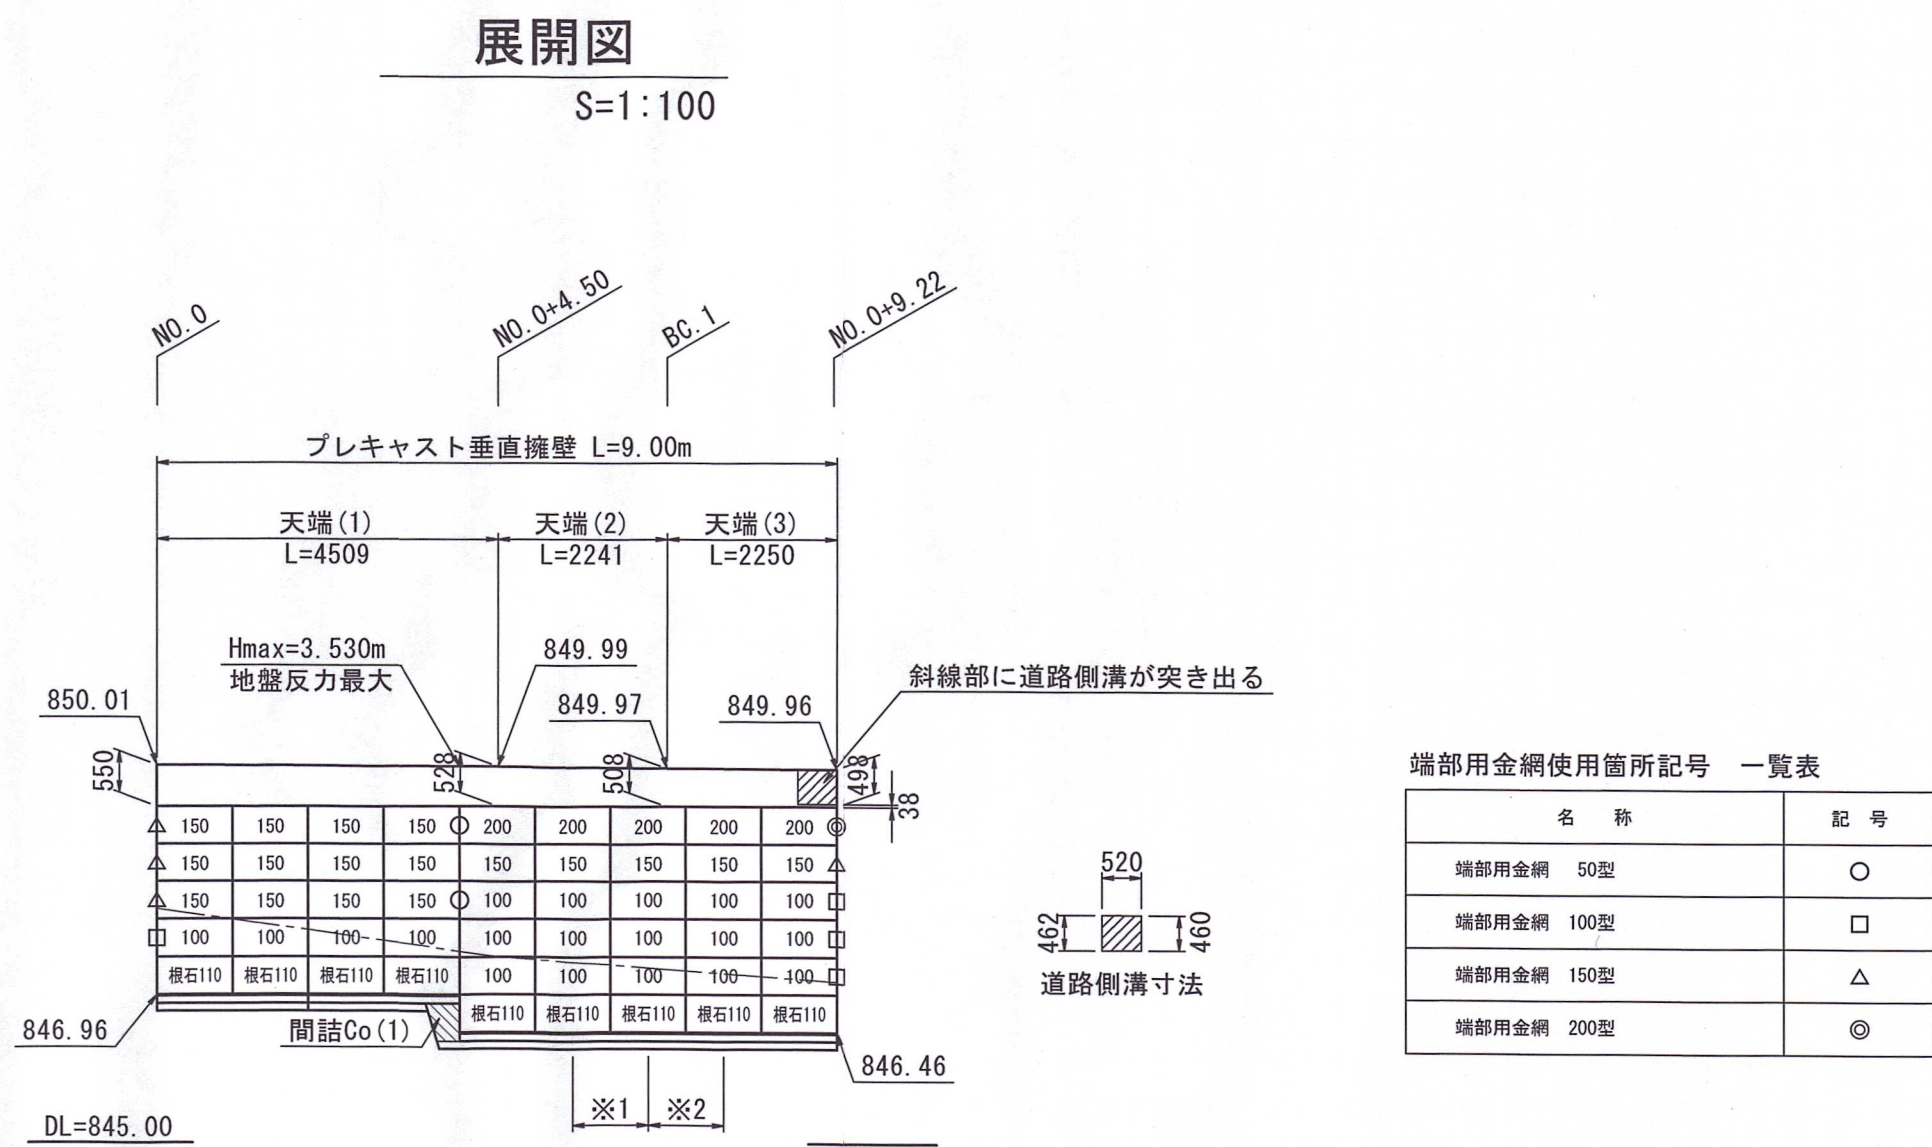 展開図
S=1:100
NO.0
NO.0+4.50
BC.1
NO.0+9.22
プレキャスト垂直擁壁 L=9.00m
天端(1)
L=4509
天端(2)
L=2241
天端(3)
L=2250
Hmax=3.530m
地盤反力最大
849.99
斜線部に道路側溝が突き出る
850.01
849.97
849.96
550
528
508
498
38
150 150 150 150 200 200 200 200 200
150 150 150 150 150 150 150 150 150
150 150 150 150 100 100 100 100 100
100 100 100 100 100 100 100 100 100
根石110 根石110 根石110 根石110 100 100 100 100 100
根石110 根石110 根石110 根石110 根石110
846.96
間詰Co(1)
846.46
※1 ※2
DL=845.00
520
462
460
道路側溝寸法
端部用金網使用箇所記号 一覧表
名 称 記 号
端部用金網 50型 ○
端部用金網 100型 □
端部用金網 150型 △
端部用金網 200型 ◎